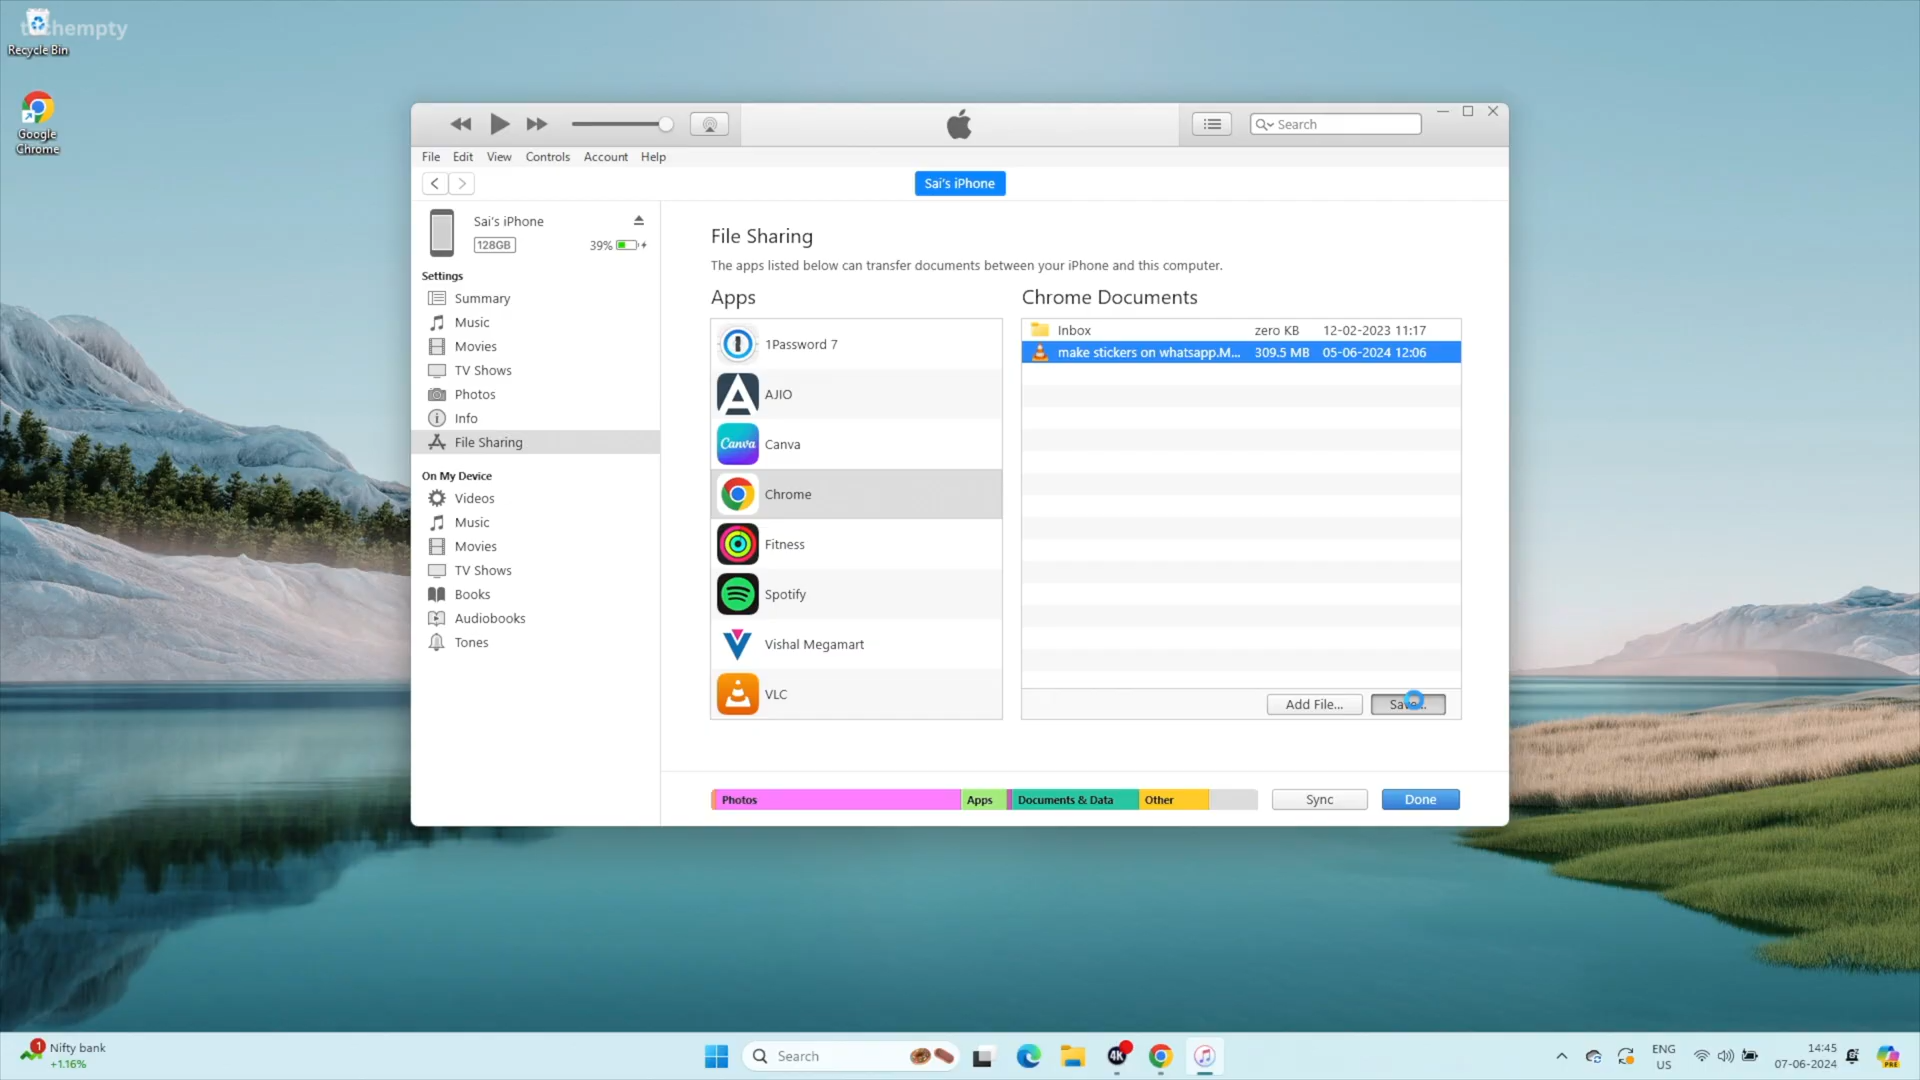 Recycle Bin
Google
Chrome
Search
File Edit View Controls Account Help
Sai's iPhone
Sai's iPhone
128GB
39%
Settings
Summary
Music
Movies
TV Shows
Photos
Info
File Sharing
On My Device
Videos
Music
Movies
TV Shows
Books
Audiobooks
Tones
File Sharing
The apps listed below can transfer documents between your iPhone and this computer.
Apps
1Password 7
AJIO
Canva
Canva
Chrome
Fitness
Spotify
Vishal Megamart
VLC
Chrome Documents
Inbox zero KB 12-02-2023 11:17
make stickers on whatsapp.M... 309.5 MB 05-06-2024 12:06
Add File...
Photos Apps Documents & Data Other
Sync
Done
1
Nifty bank
+1.16%
Search
4K
ENG
US
14:45
07-06-2024
PRE